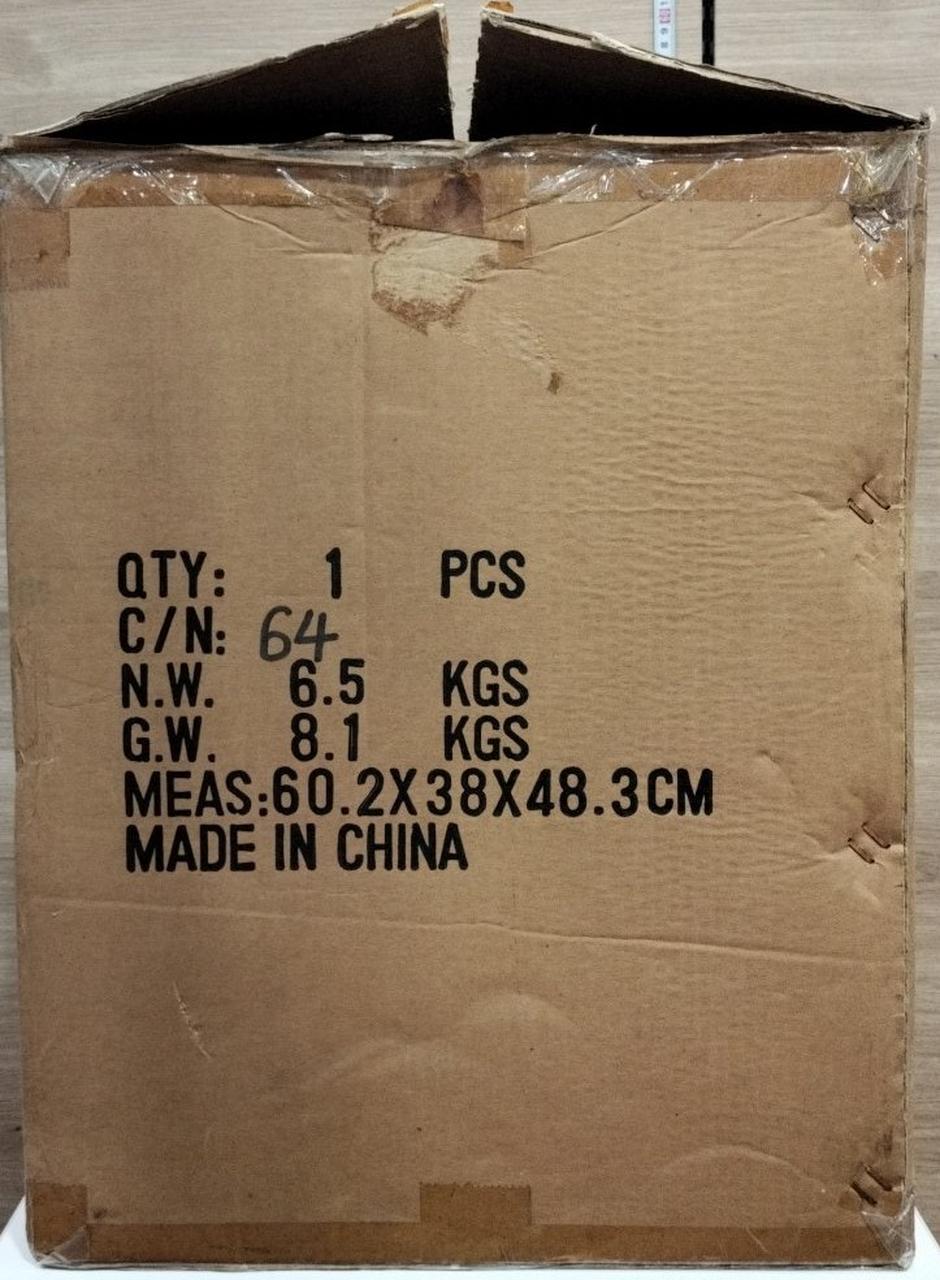 QTY: 1 PCS
C/N: 64
N.W. 6.5 KGS
G.W. 8.1 KGS
MEAS:60.2X38X48.3CM
MADE IN CHINA